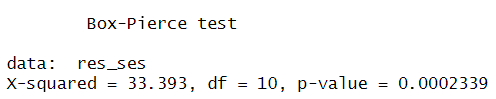 Box-Pierce test
data:  res_ses
X-squared = 33.393, df = 10, p-value = 0.0002339